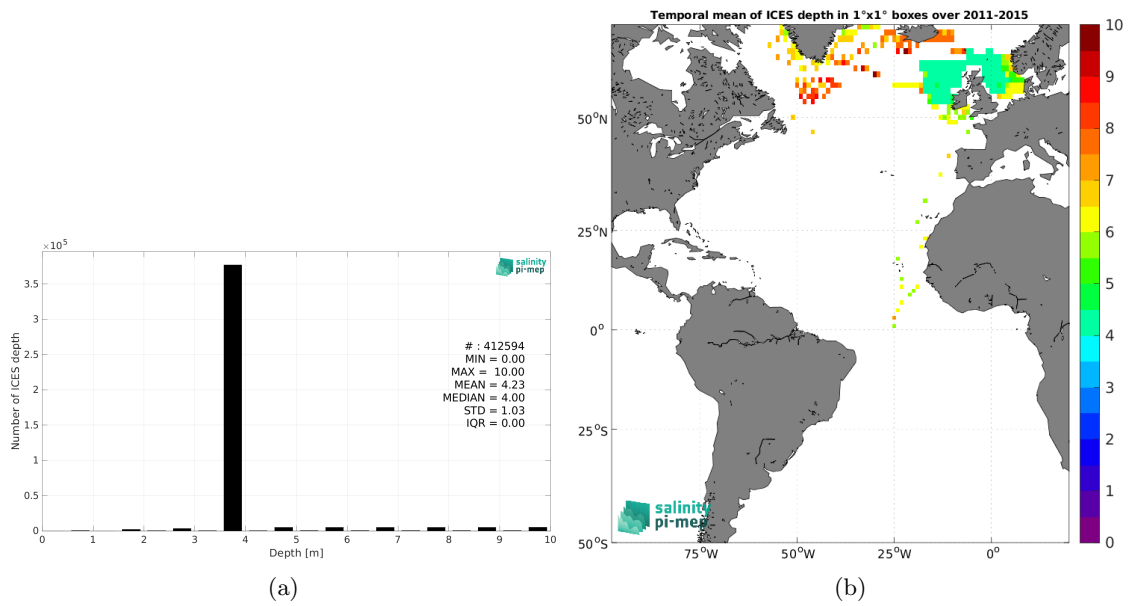 ×10⁵
3.5
3
2.5
2
1.5
1
0.5
0
Number of ICES depth
salinity
pi-mep
# : 412594
MIN = 0.00
MAX = 10.00
MEAN = 4.23
MEDIAN = 4.00
STD = 1.03
IQR = 0.00
0 1 2 3 4 5 6 7 8 9 10
Depth [m]
(a)
Temporal mean of ICES depth in 1°x1° boxes over 2011-2015
50°N
25°N
0°
25°S
50°S
75°W 50°W 25°W 0°
salinity
pi-mep
10
9
8
7
6
5
4
3
2
1
0
(b)